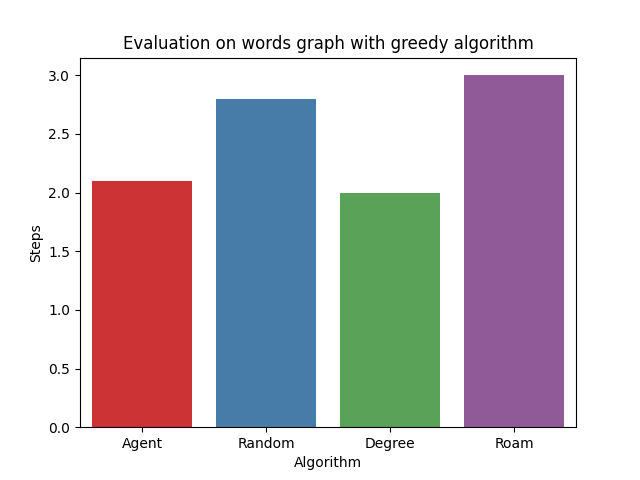 Evaluation on words graph with greedy algorithm
3.0
2.5
2.0
1.5
1.0
0.5
0.0
Steps
Agent
Random
Degree
Roam
Algorithm